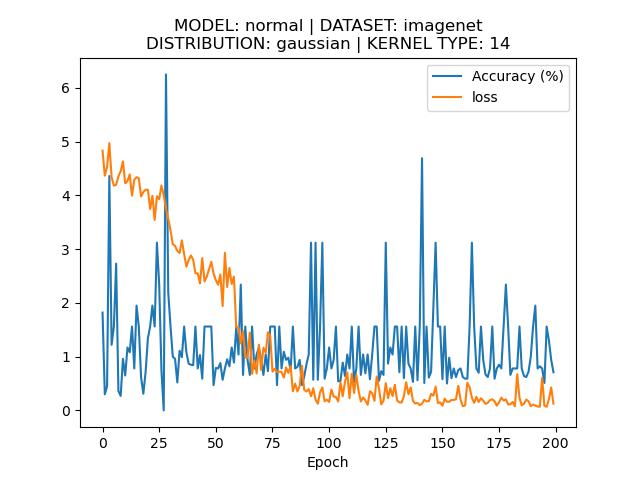 MODEL: normal | DATASET: imagenet
DISTRIBUTION: gaussian | KERNEL TYPE: 14
Accuracy (%)
loss
6
5
4
3
2
1
0
0 25 50 75 100 125 150 175 200
Epoch